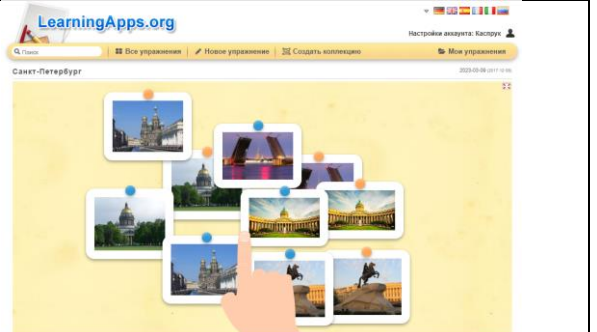 LearningApps.org
Настройки аккаунта: Каспрук
Поиск
Все упражнения
Новое упражнение
Создать коллекцию
Мои упражнения
Санкт-Петербург